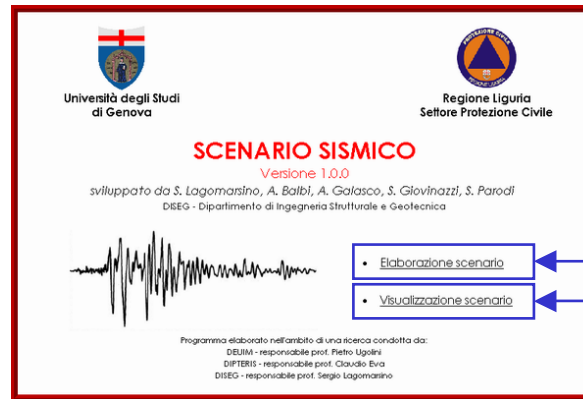 Università degli Studi
di Genova
PROTEZIONE CIVILE
Regione Liguria
Settore Protezione Civile
SCENARIO SISMICO
Versione 1.0.0
sviluppato da S. Lagomarsino, A. Balbi, A. Galasco, S. Giovinazzi, S. Parodi
DISEG - Dipartimento di Ingegneria Strutturale e Geotecnica
• Elaborazione scenario
• Visualizzazione scenario
Programma elaborato nell'ambito di una ricerca condotta da:
DEUIM - responsabile prof. Pietro Ugolini
DIPTERIS - responsabile prof. Claudio Eva
DISEG - responsabile prof. Sergio Lagomarsino